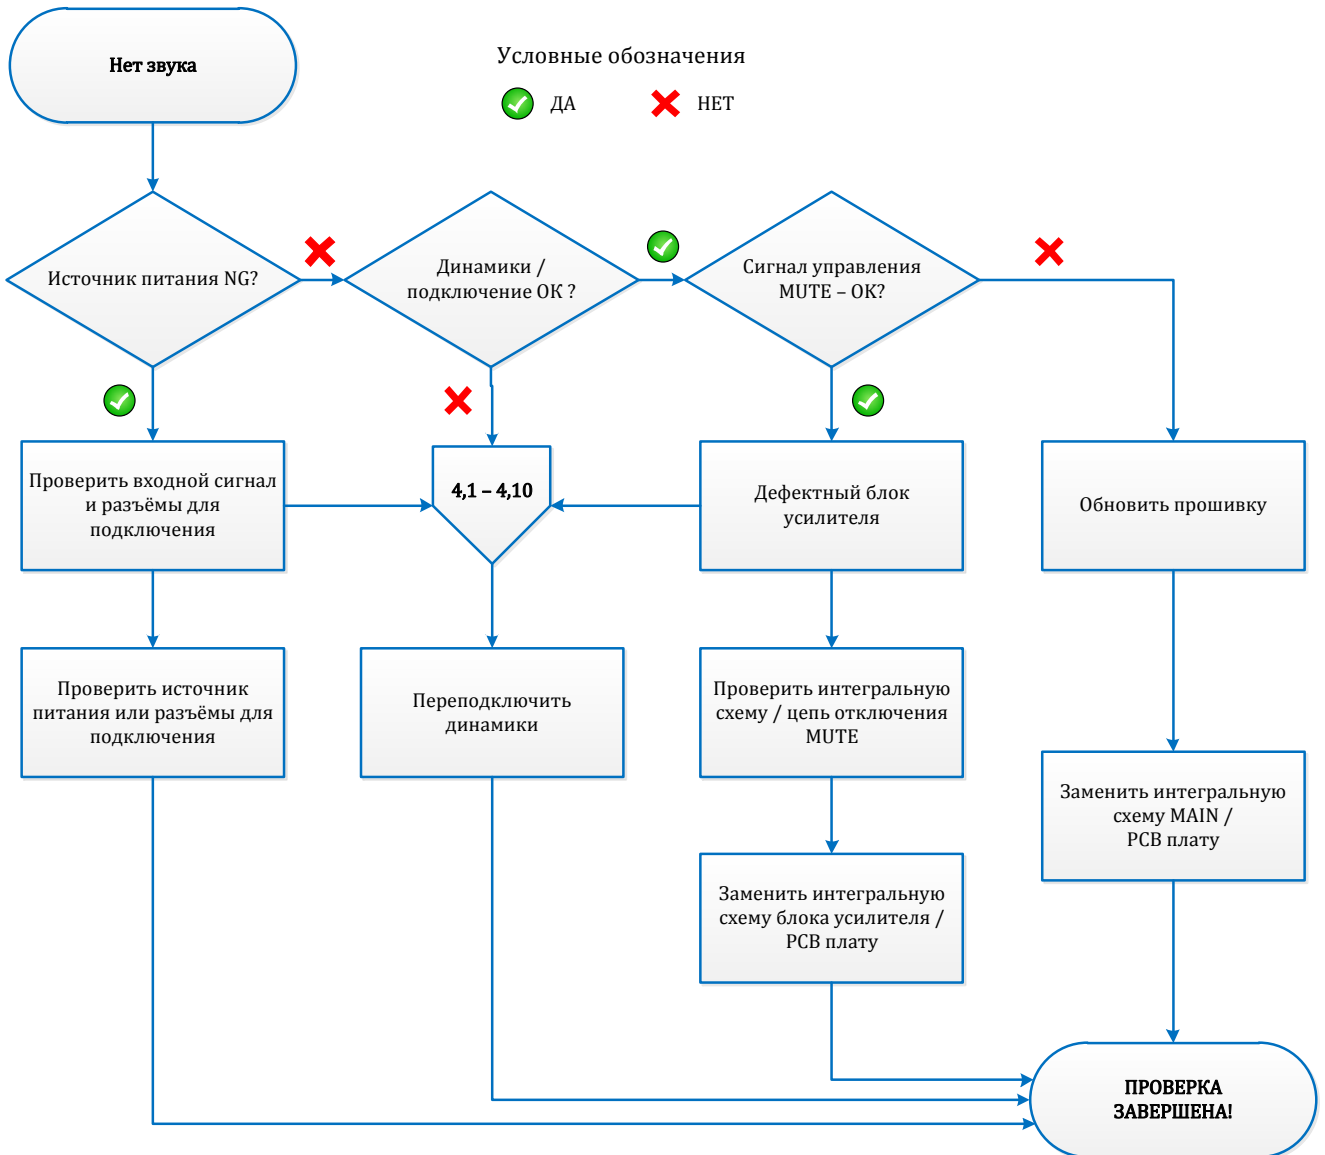 Нет звука
Условные обозначения
ДА
НЕТ
Источник питания NG?
Динамики /
подключение ОК ?
Сигнал управления
MUTE – OK?
Проверить входной сигнал
и разъёмы для
подключения
4,1 – 4,10
Дефектный блок
усилителя
Обновить прошивку
Проверить источник
питания или разъёмы для
подключения
Переподключить
динамики
Проверить интегральную
схему / цепь отключения
MUTE
Заменить интегральную
схему MAIN /
PCB плату
Заменить интегральную
схему блока усилителя /
PCB плату
ПРОВЕРКА
ЗАВЕРШЕНА!